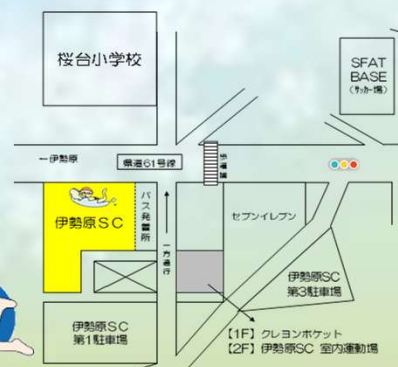 桜台小学校
SFAT
BASE
(サッカー場)
←伊勢原
県道61号線
歩道橋
伊勢原SC
バス発着所
↑一方通行
セブンイレブン
伊勢原SC
第3駐車場
伊勢原SC
第1駐車場
【1F】クレヨンポケット
【2F】伊勢原SC 室内運動場